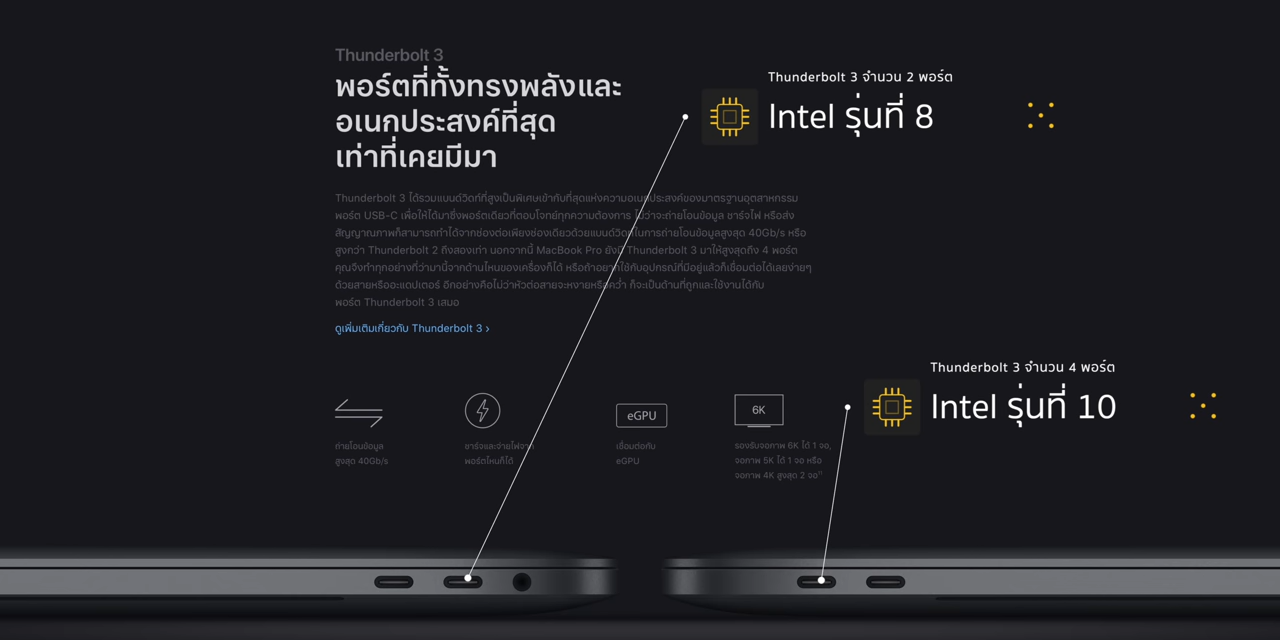 Thunderbolt 3
พอร์ตที่ทั้งทรงพลังและ
อเนกประสงค์ที่สุด
เท่าที่เคยมีมา
Thunderbolt 3 ได้รวมแบนด์วิดท์ที่สูงเป็นพิเศษเข้ากับที่สุดแห่งความอเนกประสงค์ของมาตรฐานอุตสาหกรรม
พอร์ต USB-C เพื่อให้ได้มาซึ่งพอร์ตเดียวที่ตอบโจทย์ทุกความต้องการ ไม่ว่าจะถ่ายโอนข้อมูล ชาร์จไฟ หรือส่ง
สัญญาณภาพก็สามารถทำได้จากช่องต่อเพียงช่องเดียวด้วยแบนด์วิดท์ในการถ่ายโอนข้อมูลสูงสุด 40Gb/s หรือ
สูงกว่า Thunderbolt 2 ถึงสองเท่า นอกจากนี้ MacBook Pro ยังมี Thunderbolt 3 มาให้สูงสุดถึง 4 พอร์ต
คุณจึงทำทุกอย่างที่ว่ามานี้จากด้านไหนของเครื่องก็ได้ หรือถ้าอยากใช้กับอุปกรณ์ที่มีอยู่แล้วก็เชื่อมต่อได้เลยง่ายๆ
ด้วยสายหรืออะแดปเตอร์ อีกอย่างคือไม่ว่าหัวต่อสายจะหงายหรือคว่ำ ก็จะเป็นด้านที่ถูกและใช้งานได้กับ
พอร์ต Thunderbolt 3 เสมอ
ดูเพิ่มเติมเกี่ยวกับ Thunderbolt 3 ›
Thunderbolt 3 จำนวน 2 พอร์ต
Intel รุ่นที่ 8
Thunderbolt 3 จำนวน 4 พอร์ต
Intel รุ่นที่ 10
ถ่ายโอนข้อมูล
สูงสุด 40Gb/s
ชาร์จและจ่ายไฟจาก
พอร์ตไหนก็ได้
eGPU
เชื่อมต่อกับ
eGPU
6K
รองรับจอภาพ 6K ได้ 1 จอ,
จอภาพ 5K ได้ 1 จอ หรือ
จอภาพ 4K สูงสุด 2 จอ